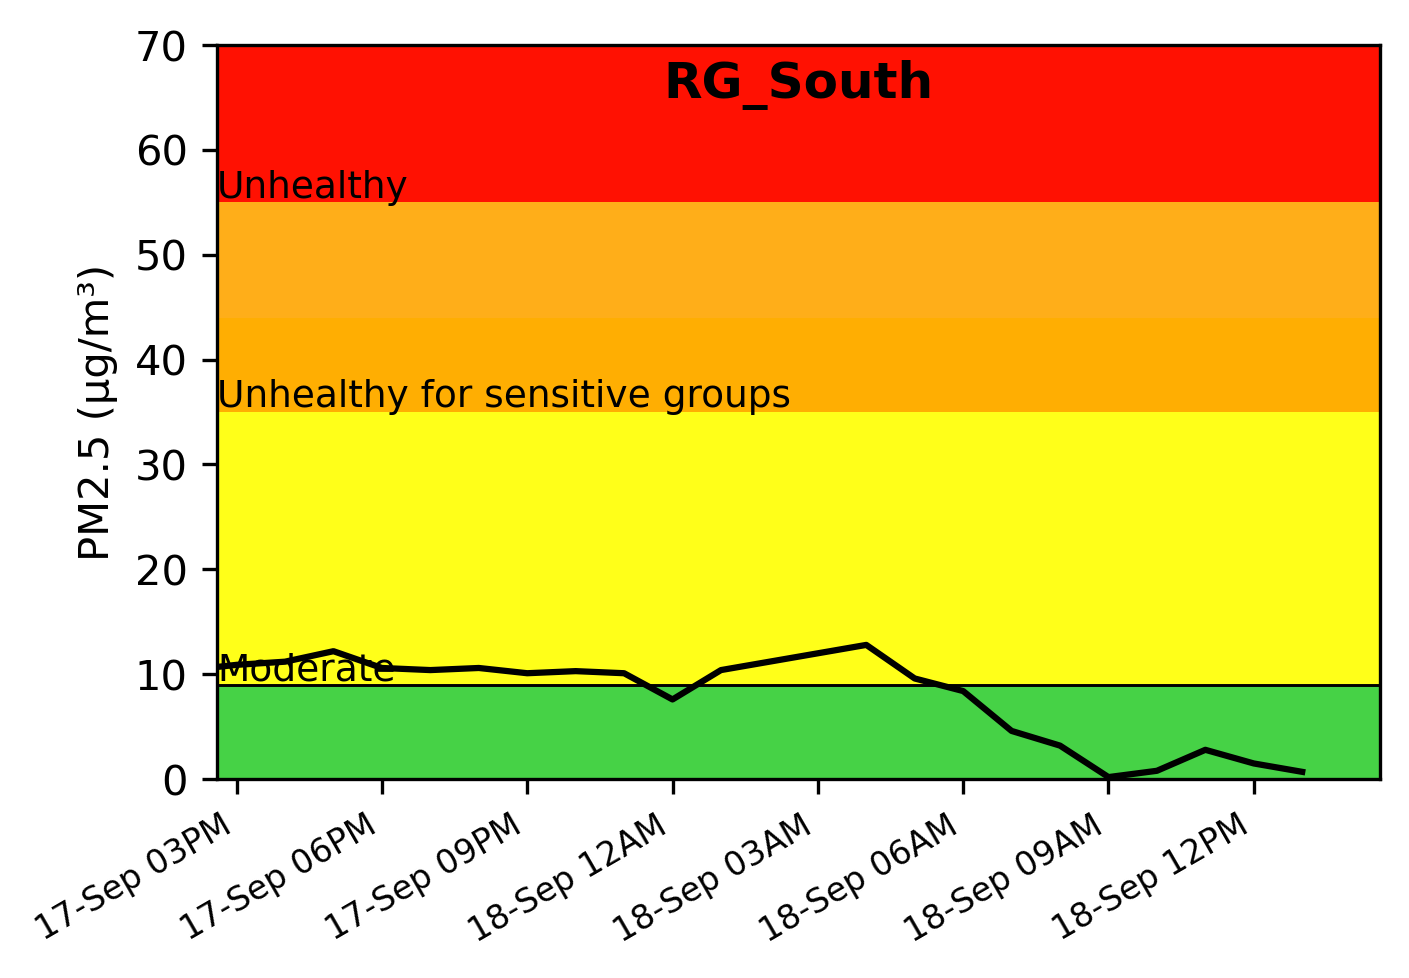 RG_South
70
60
50
40
30
20
10
0
PM2.5 (µg/m³)
Unhealthy
Unhealthy for sensitive groups
Moderate
17-Sep 03PM
17-Sep 06PM
17-Sep 09PM
18-Sep 12AM
18-Sep 03AM
18-Sep 06AM
18-Sep 09AM
18-Sep 12PM